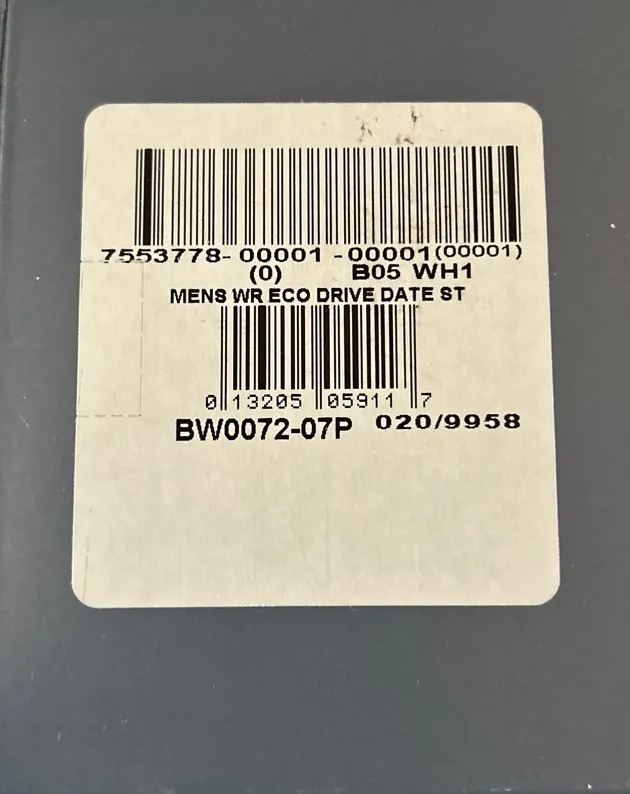 7553778- 00001 -00001(00001)
(0) B05 WH1
MENS WR ECO DRIVE DATE ST
0 13205 05911 7
BW0072-07P 020/9958